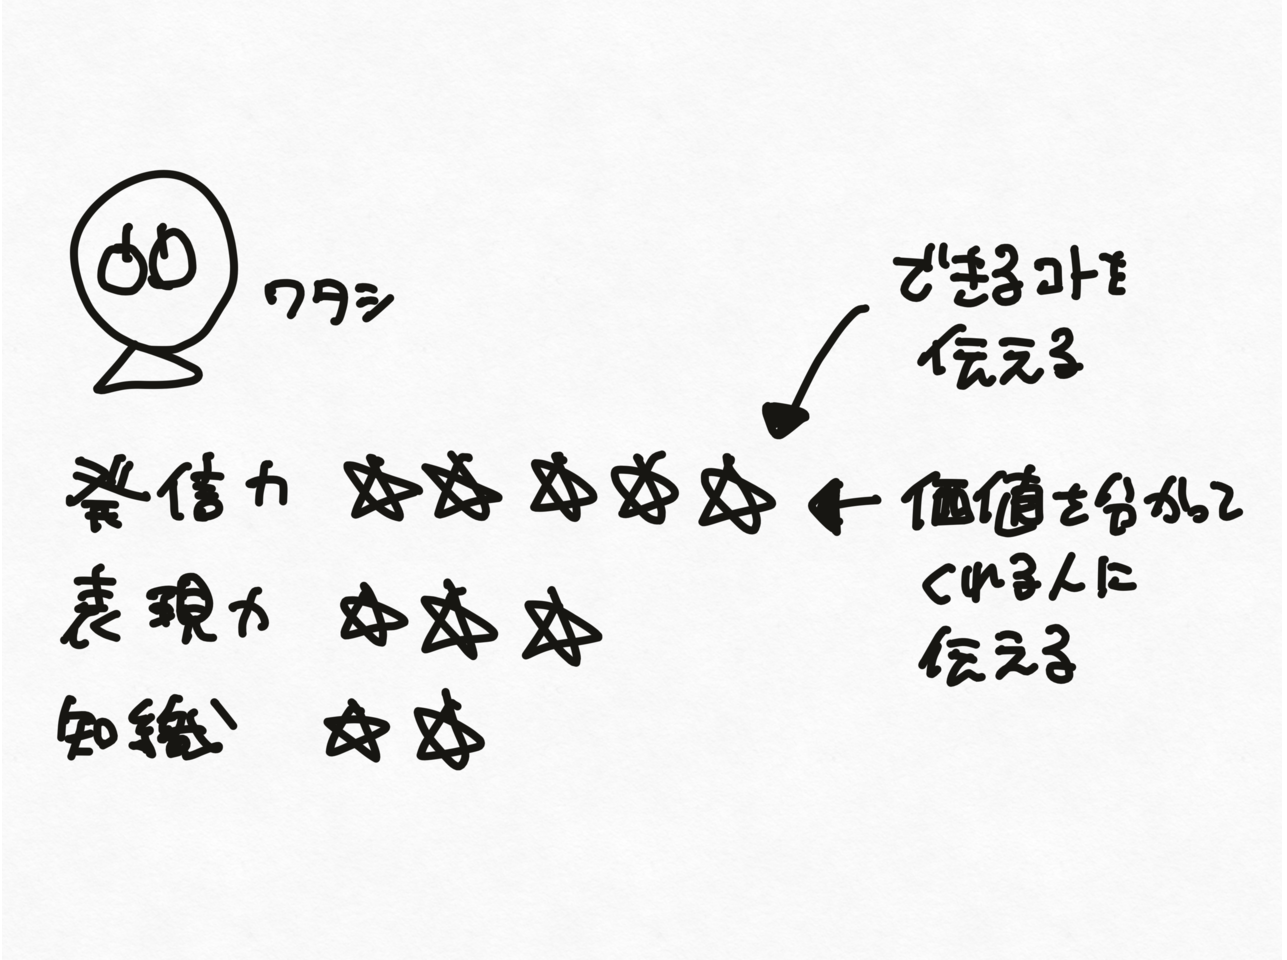 ワタシ
発信力 ☆☆☆☆☆
表現力 ☆☆☆
知識 ☆☆
できるコトを
伝える
価値を分かって
くれる人に
伝える